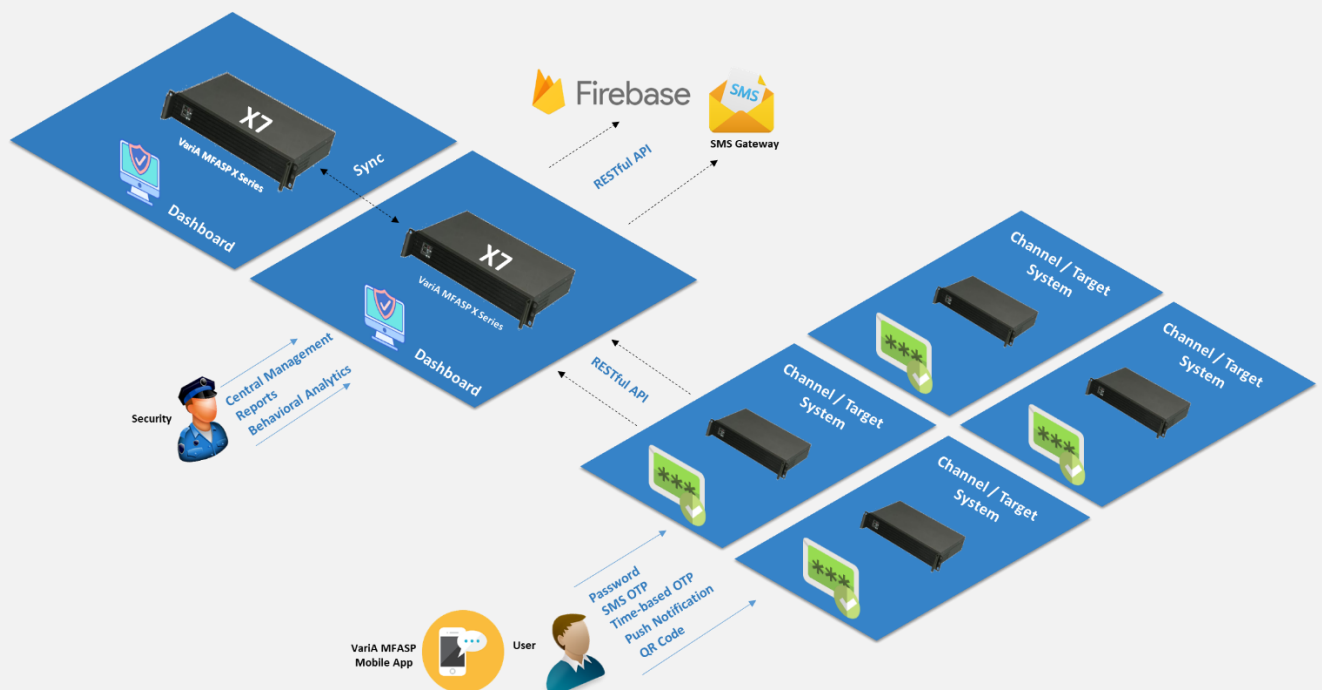 X7
VariA MFASP X Series
Sync
Dashboard
Firebase
SMS
SMS Gateway
RESTful API
X7
VariA MFASP X Series
Dashboard
Security
Central Management
Reports
Behavioral Analytics
RESTful API
Channel / Target
System
Channel / Target
System
Channel / Target
System
Channel / Target
System
***
***
***
***
Password
SMS OTP
Time-based OTP
Push Notification
QR Code
User
VariA MFASP
Mobile App